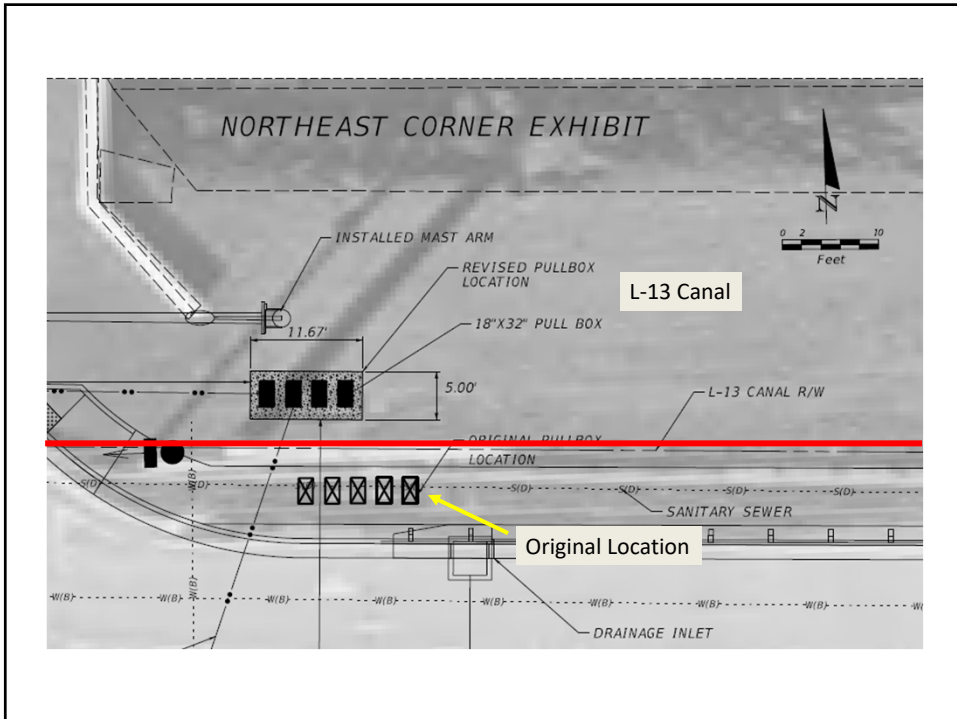 NORTHEAST CORNER EXHIBIT
N
0 2 10
Feet
INSTALLED MAST ARM
REVISED PULLBOX
LOCATION
L-13 Canal
18"X32" PULL BOX
11.67'
5.00'
L-13 CANAL R/W
ORIGINAL PULLBOX
LOCATION
S(D) S(D) S(D) S(D) S(D) S(D)
W(B)
SANITARY SEWER
Original Location
W(B)
W(B) W(B) W(B) W(B) W(B) W(B) W(B) W(
DRAINAGE INLET